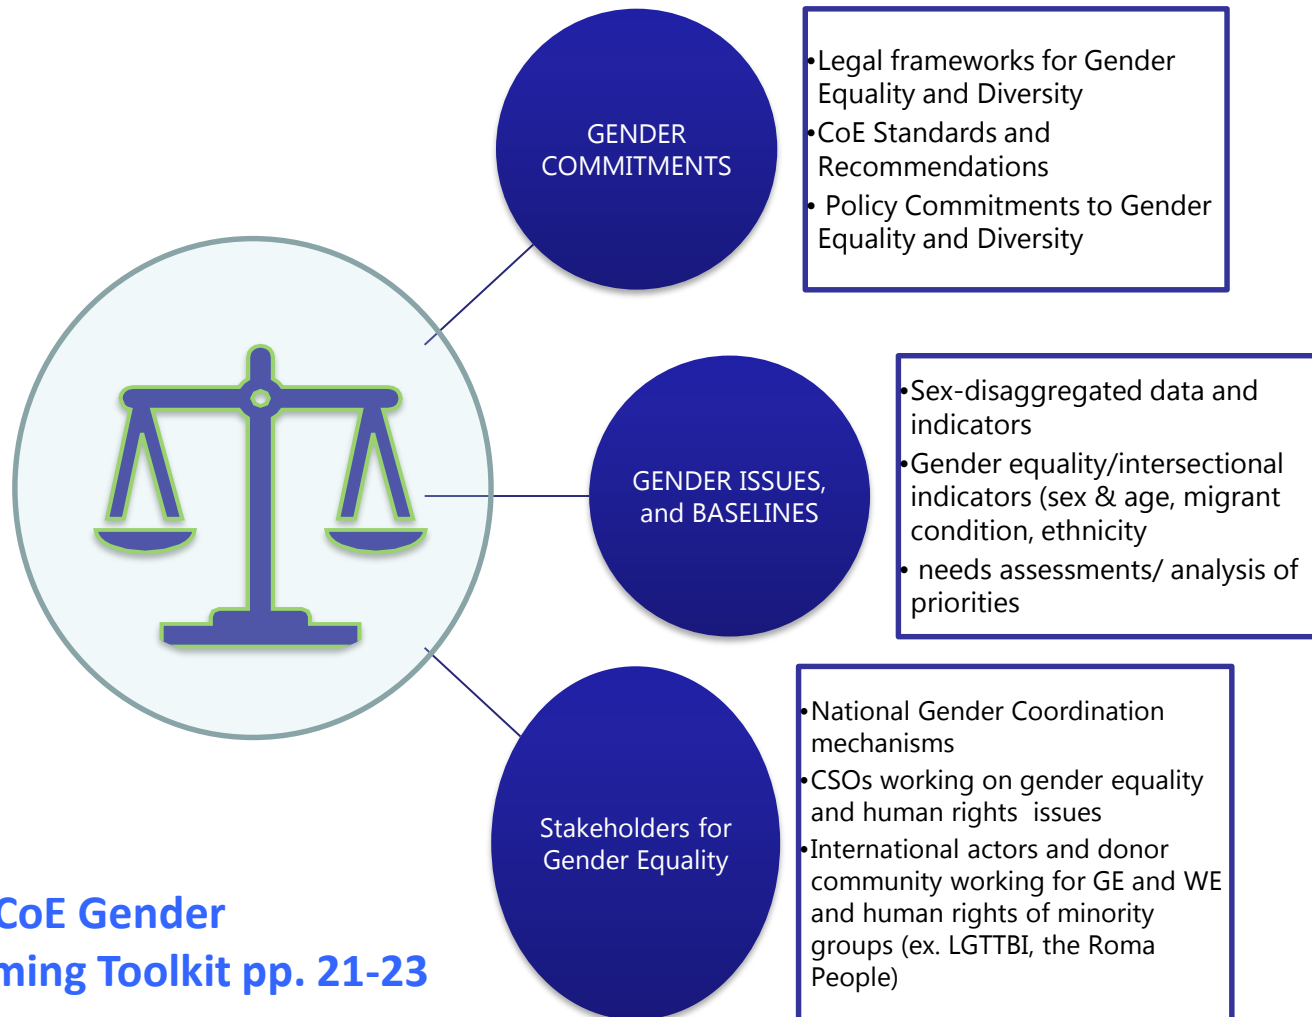 GENDER
COMMITMENTS
•Legal frameworks for Gender
Equality and Diversity
•CoE Standards and
Recommendations
• Policy Commitments to Gender
Equality and Diversity
GENDER ISSUES,
and BASELINES
•Sex-disaggregated data and
indicators
•Gender equality/intersectional
indicators (sex & age, migrant
condition, ethnicity
• needs assessments/ analysis of
priorities
Stakeholders for
Gender Equality
•National Gender Coordination
mechanisms
•CSOs working on gender equality
and human rights issues
•International actors and donor
community working for GE and WE
and human rights of minority
groups (ex. LGTTBI, the Roma
People)
CoE Gender
ming Toolkit pp. 21-23